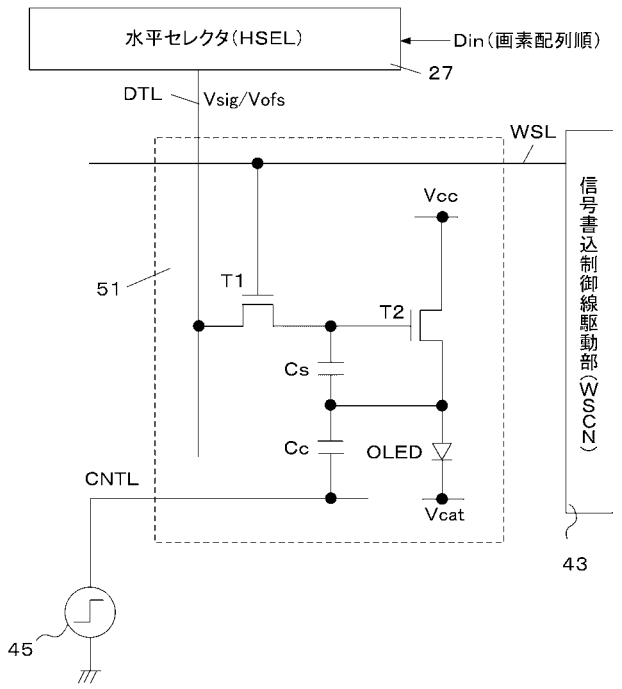 水平セレクタ(HSEL)
Din(画素配列順)
27
DTL
Vsig/Vofs
WSL
Vcc
信号書込制御線駆動部(WSCN)
51
T1
T2
Cs
Cc
OLED
CNTL
Vcat
43
45